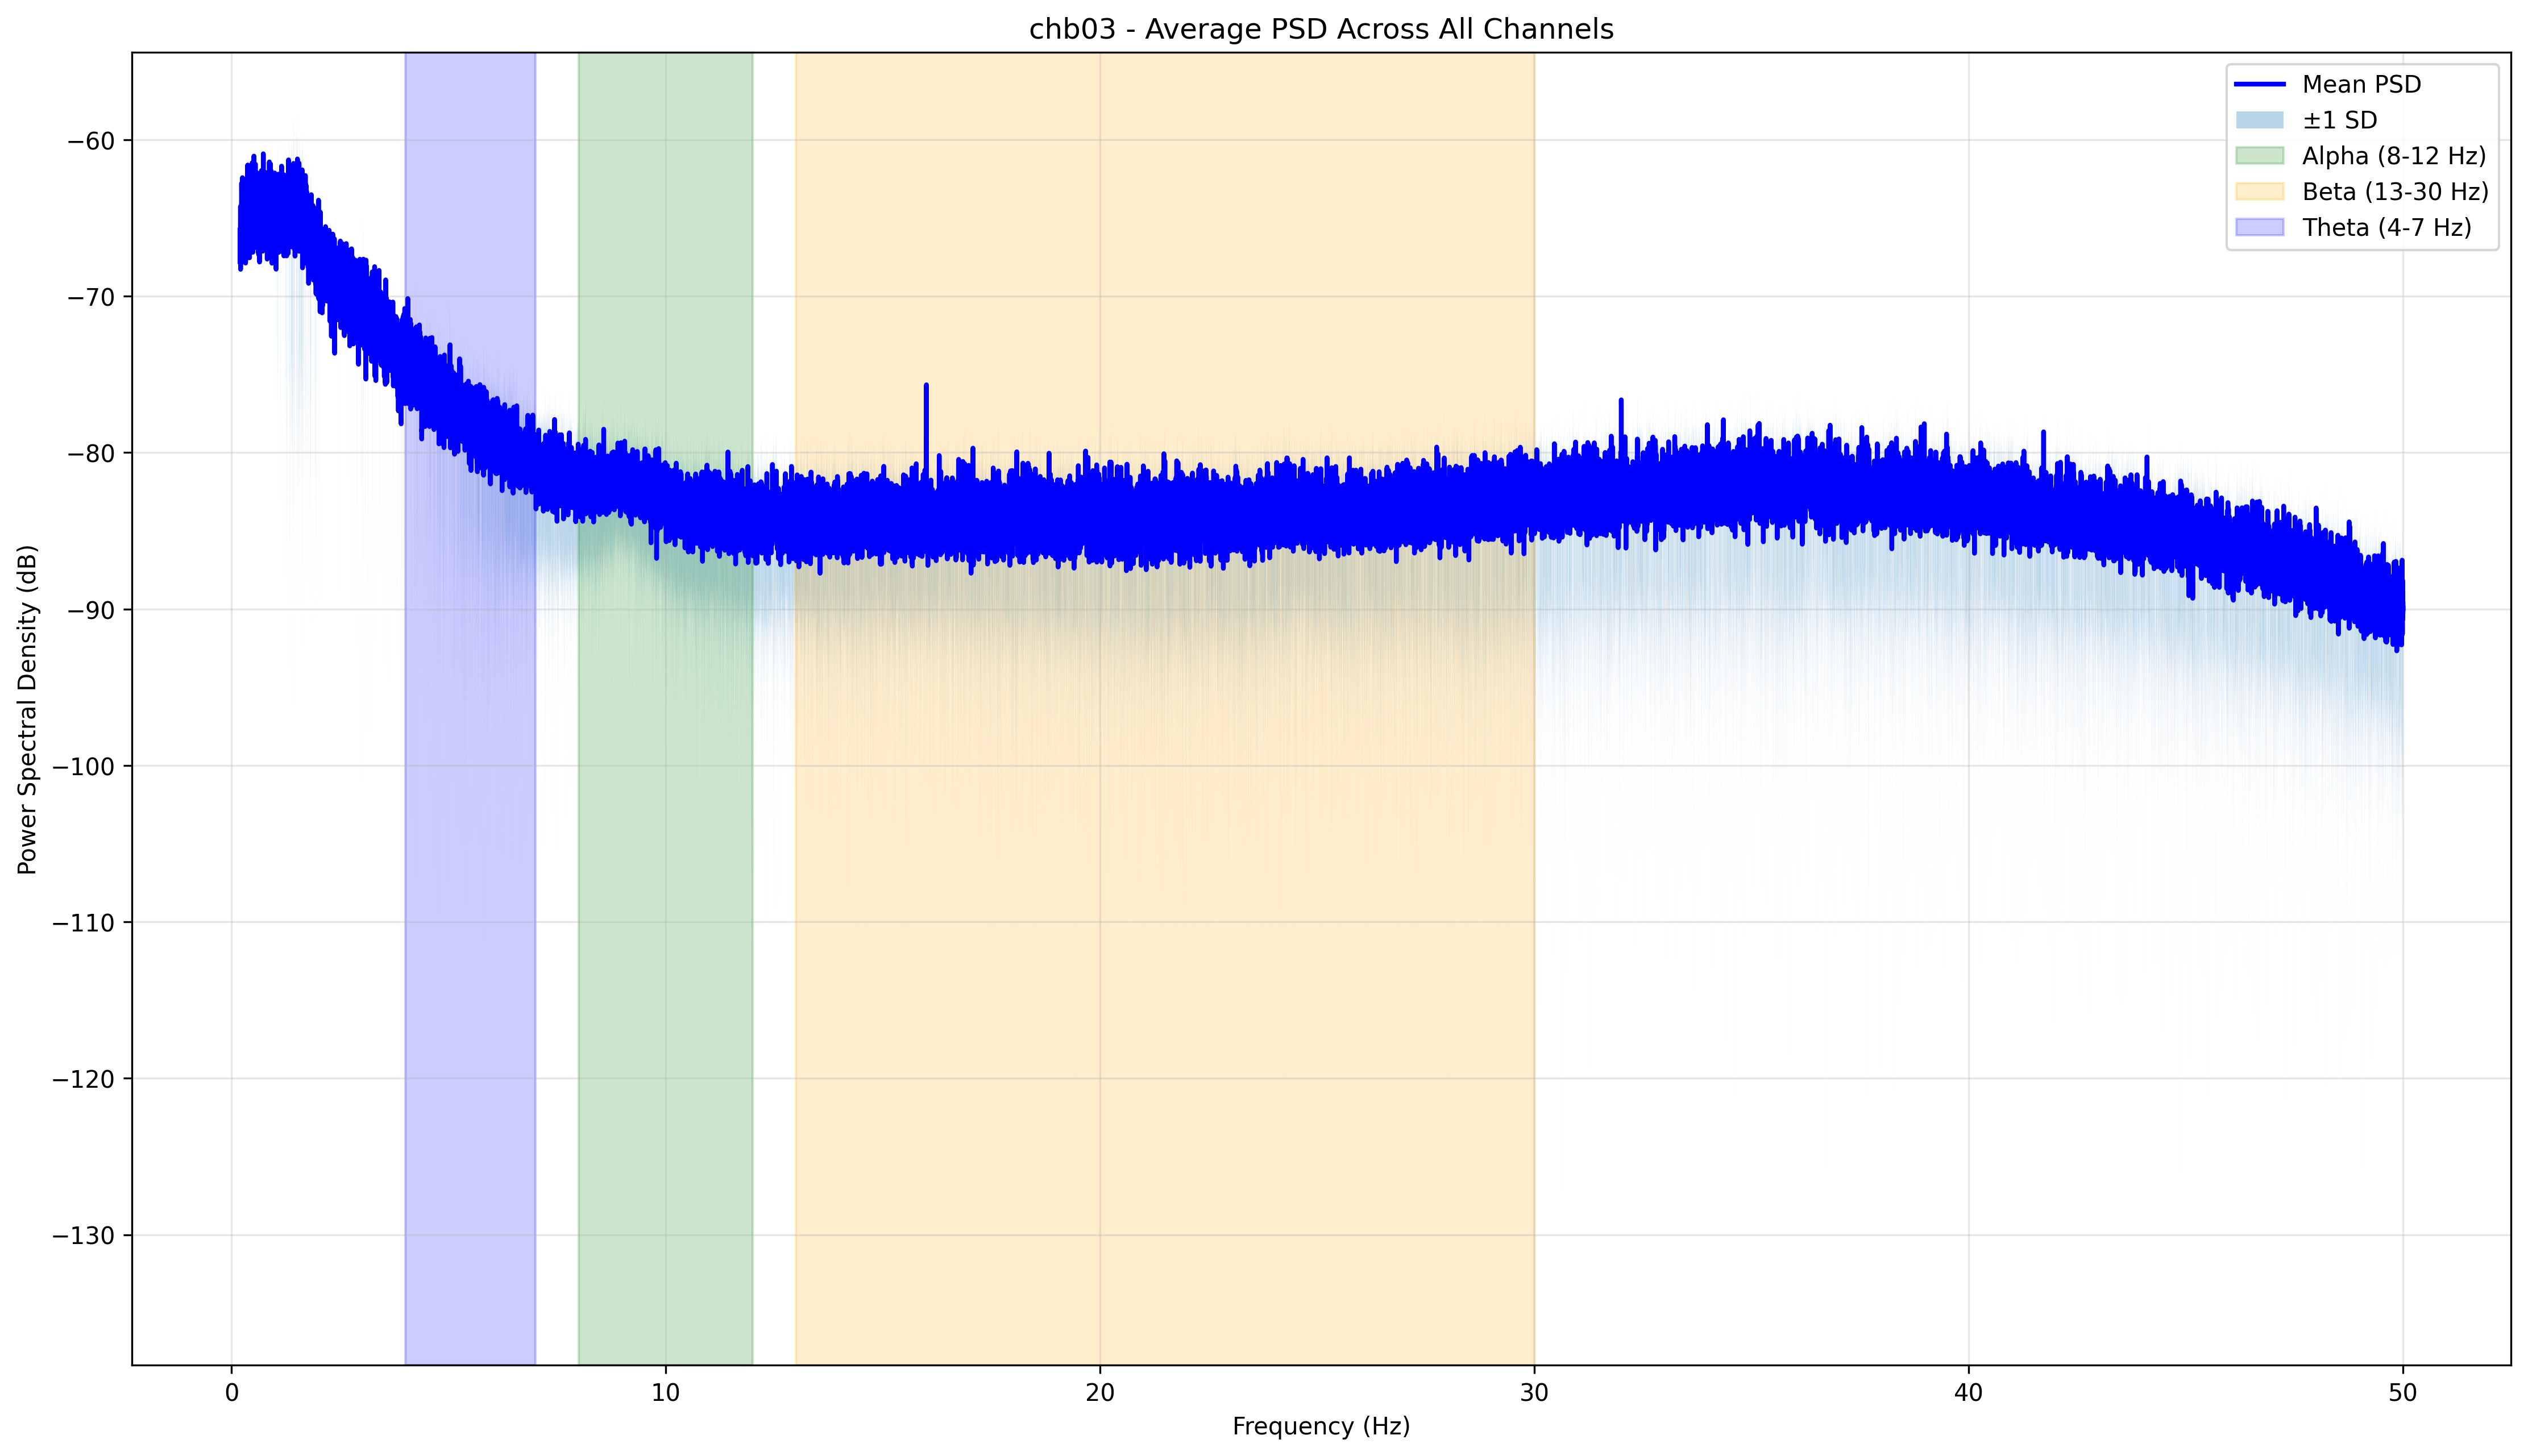 chb03 - Average PSD Across All Channels
Mean PSD
±1 SD
Alpha (8-12 Hz)
Beta (13-30 Hz)
Theta (4-7 Hz)
Power Spectral Density (dB)
−60
−70
−80
−90
−100
−110
−120
−130
0 10 20 30 40 50
Frequency (Hz)